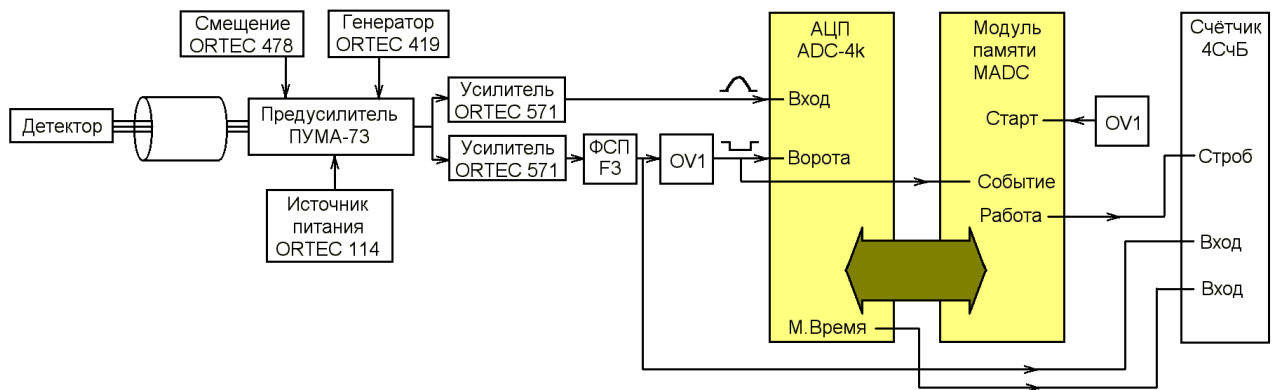 Смещение
ORTEC 478
Генератор
ORTEC 419
Детектор
Предусилитель
ПУМА-73
Источник
питания
ORTEC 114
Усилитель
ORTEC 571
Усилитель
ORTEC 571
ФСП
F3
OV1
АЦП
ADC-4k
Вход
Ворота
М.Время
Модуль
памяти
MADC
Старт
Событие
Работа
OV1
Счётчик
4СчБ
Строб
Вход
Вход